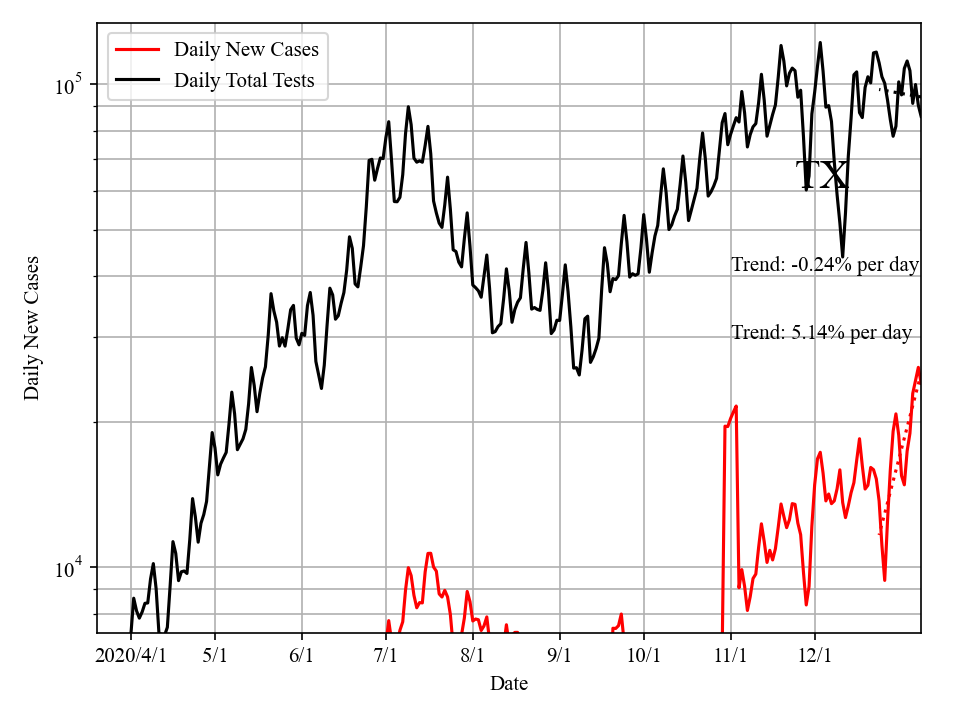 Daily New Cases
Daily Total Tests
10^5
TX
Trend: -0.24% per day
Trend: 5.14% per day
Daily New Cases
10^4
2020/4/1 5/1 6/1 7/1 8/1 9/1 10/1 11/1 12/1
Date